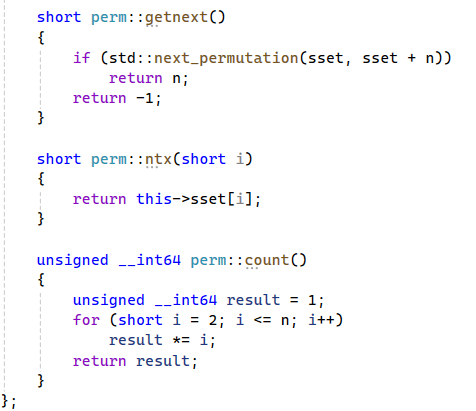 short perm::getnext()
{
if (std::next_permutation(sset, sset + n))
return n;
return -1;
}
short perm::ntx(short i)
{
return this->sset[i];
}
unsigned __int64 perm::count()
{
unsigned __int64 result = 1;
for (short i = 2; i <= n; i++)
result *= i;
return result;
}
};